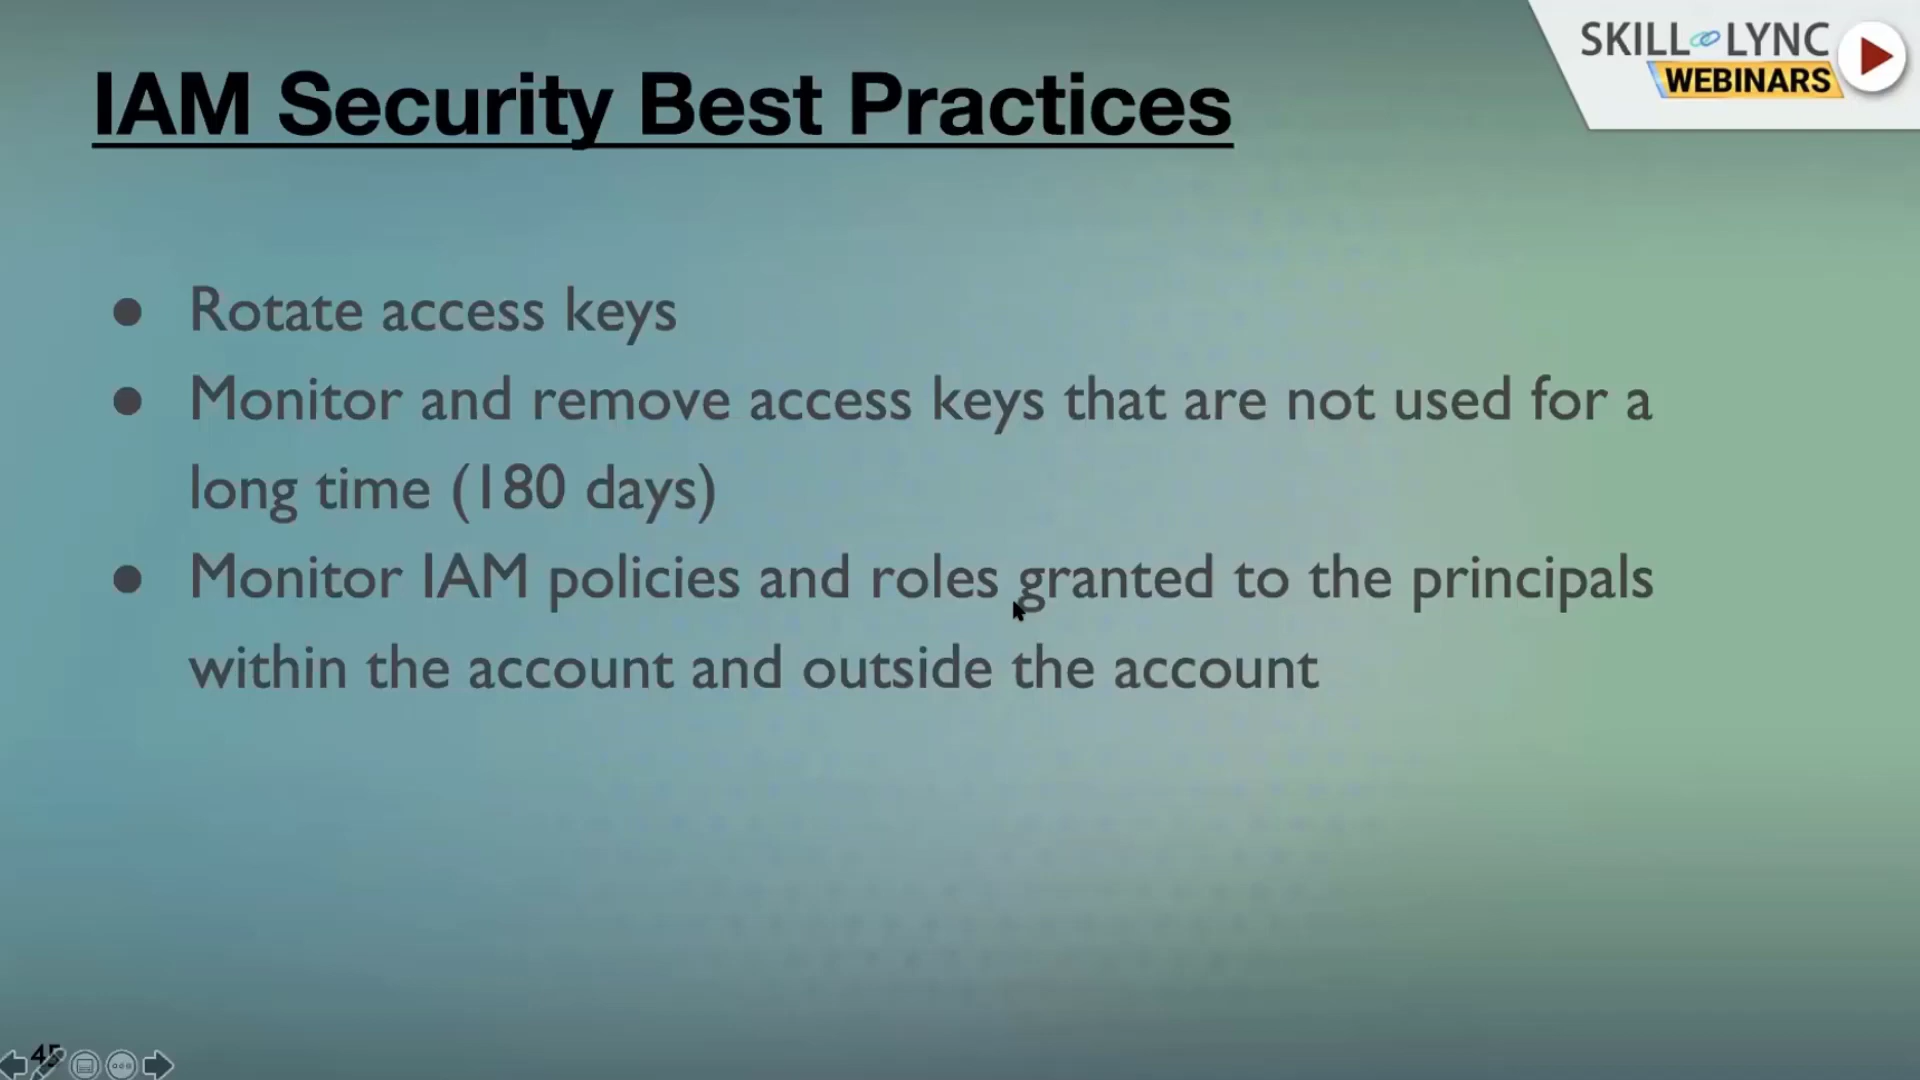 SKILL LYNC
WEBINARS
IAM Security Best Practices
● Rotate access keys
● Monitor and remove access keys that are not used for a
long time (180 days)
● Monitor IAM policies and roles granted to the principals
within the account and outside the account
45